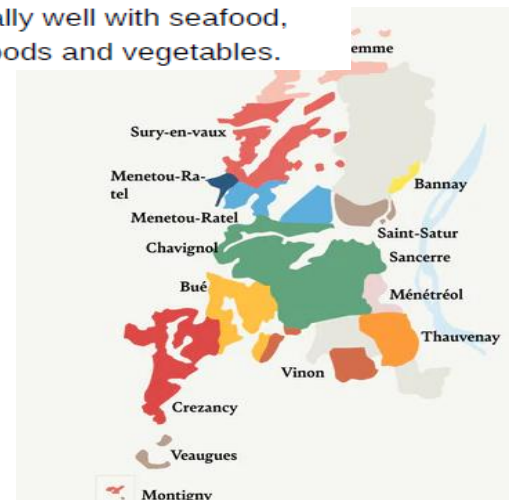 ally well with seafood,
oods and vegetables.
emme
Sury-en-vaux
Menetou-Ra-
tel
Bannay
Menetou-Ratel
Saint-Satur
Chavignol
Sancerre
Bué
Ménétréol
Thauvenay
Vinon
Crezancy
Veaugues
Montigny